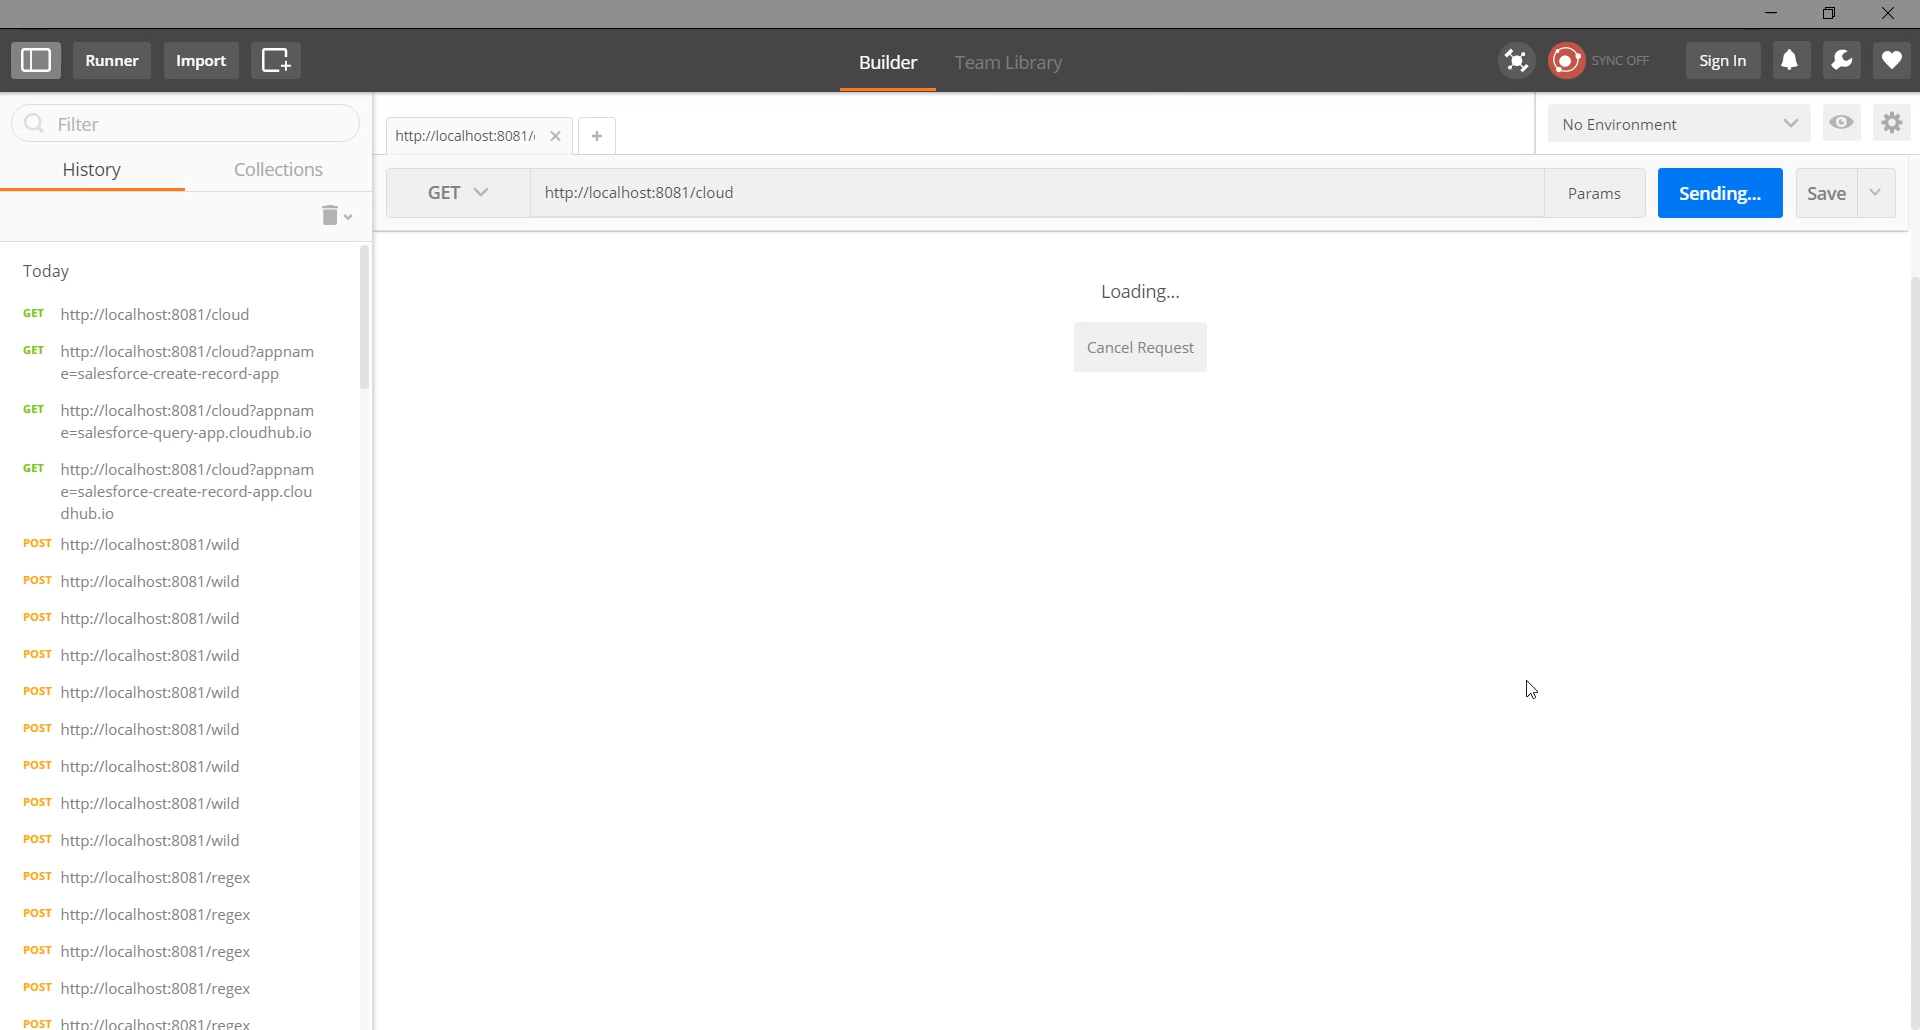 Runner
Import
Builder
Team Library
SYNC OFF
Sign In
Filter
History
Collections
http://localhost:8081/
No Environment
GET
http://localhost:8081/cloud
Params
Sending...
Save
Loading...
Cancel Request
Today
GET http://localhost:8081/cloud
GET http://localhost:8081/cloud?appnam
e=salesforce-create-record-app
GET http://localhost:8081/cloud?appnam
e=salesforce-query-app.cloudhub.io
GET http://localhost:8081/cloud?appnam
e=salesforce-create-record-app.clou
dhub.io
POST http://localhost:8081/wild
POST http://localhost:8081/wild
POST http://localhost:8081/wild
POST http://localhost:8081/wild
POST http://localhost:8081/wild
POST http://localhost:8081/wild
POST http://localhost:8081/wild
POST http://localhost:8081/wild
POST http://localhost:8081/wild
POST http://localhost:8081/regex
POST http://localhost:8081/regex
POST http://localhost:8081/regex
POST http://localhost:8081/regex
POST http://localhost:8081/regex